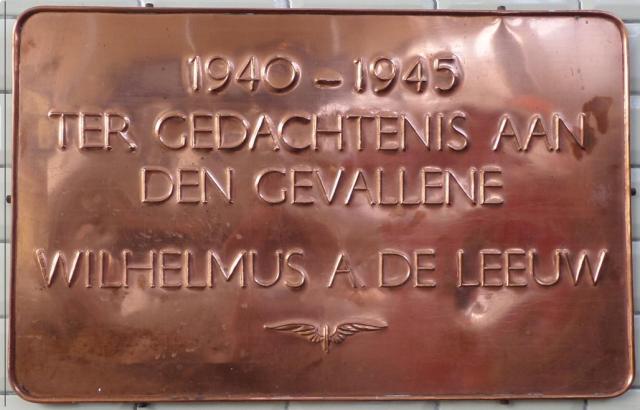 1940 - 1945
TER GEDACHTENIS AAN
DEN GEVALLENE
WILHELMUS A. DE LEEUW